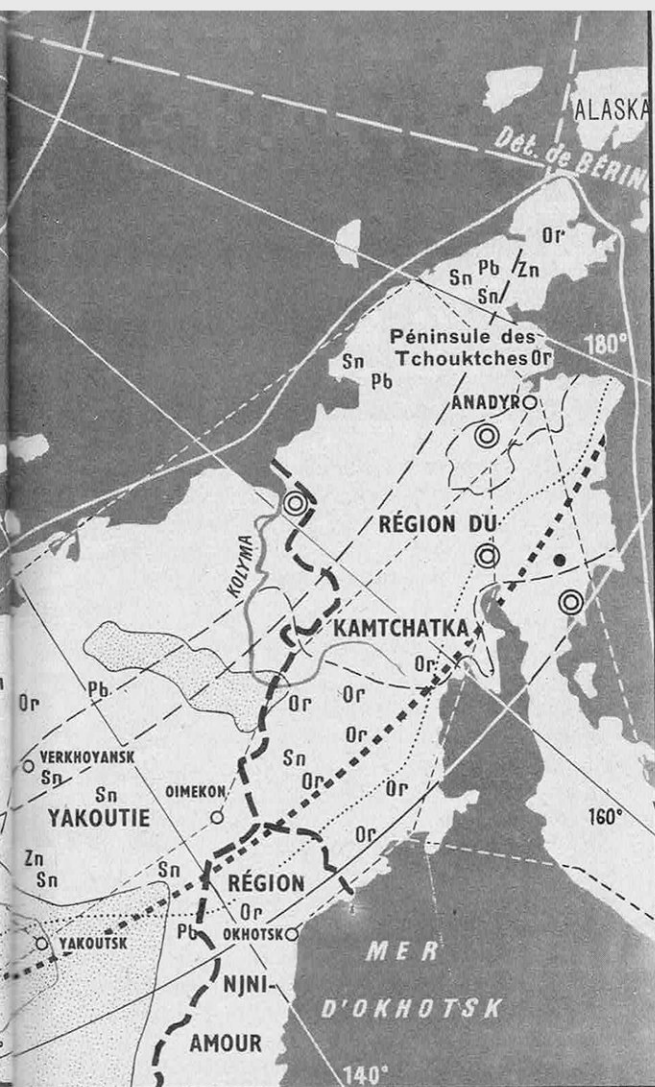 ALASKA
Dét. de BÉRING
Or
Sn Pb Zn
Sn
Péninsule des
Tchouktches Or
180°
Sn
Pb
ANADYR
RÉGION DU
KOLYMA
KAMTCHATKA
Or
Pb
Or
Or
Or
VERKHOYANSK
Sn
Sn
Or
Or
OIMEKON
Sn
YAKOUTIE
160°
Or
Zn
Sn
Sn
RÉGION
Or
Pb
OKHOTSK
YAKOUTSK
MER
NJNI-
D'OKHOTSK
AMOUR
140°